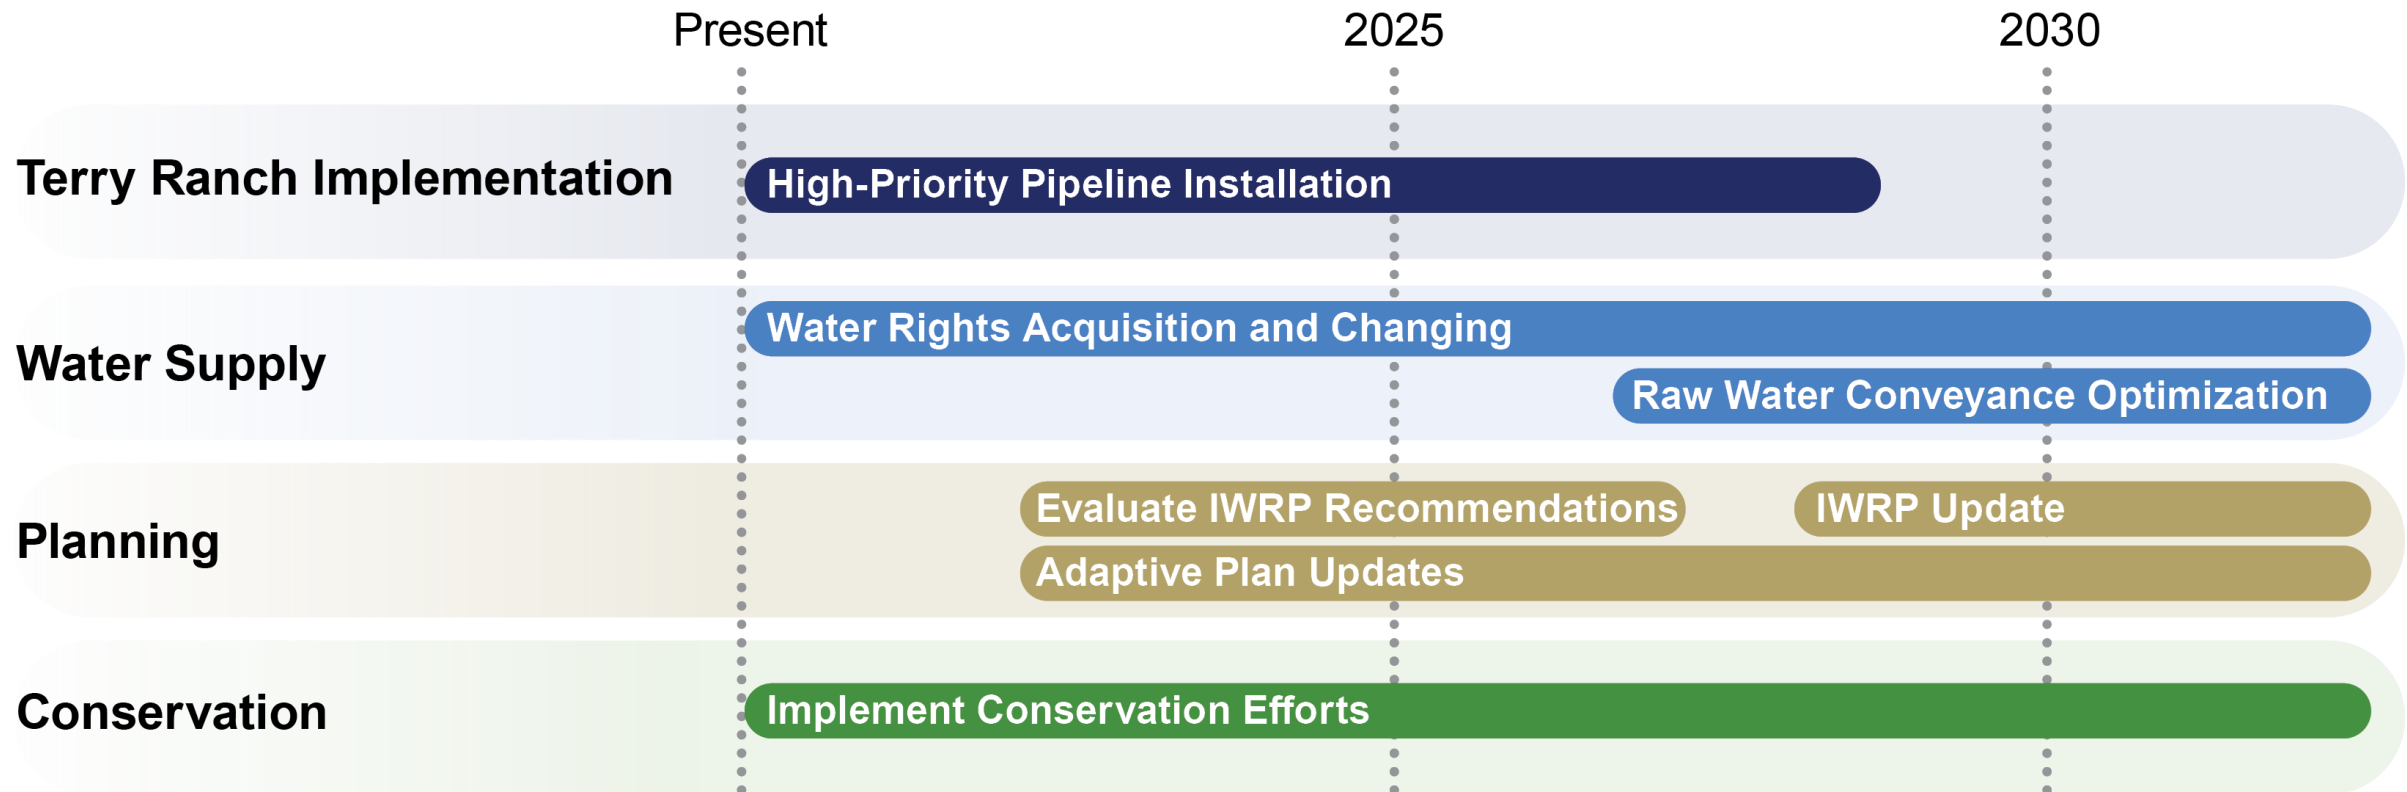 Present 2025 2030
Terry Ranch Implementation
High-Priority Pipeline Installation
Water Supply
Water Rights Acquisition and Changing
Raw Water Conveyance Optimization
Planning
Evaluate IWRP Recommendations
IWRP Update
Adaptive Plan Updates
Conservation
Implement Conservation Efforts